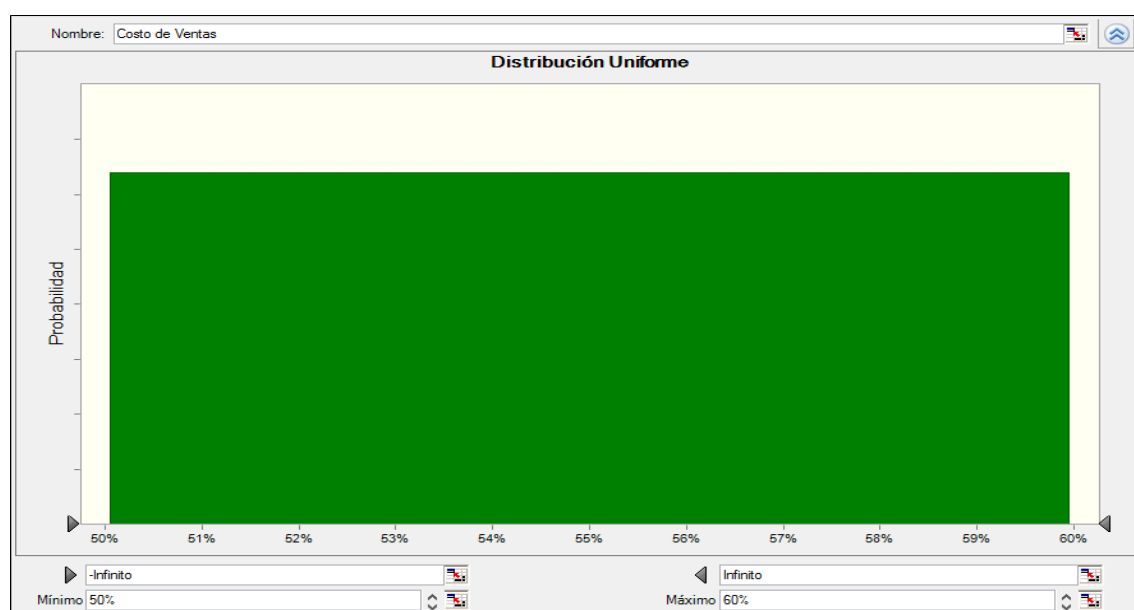 Nombre: Costo de Ventas
Distribución Uniforme
Probabilidad
50% 51% 52% 53% 54% 55% 56% 57% 58% 59% 60%
-Infinito Infinito
Mínimo 50% Máximo 60%